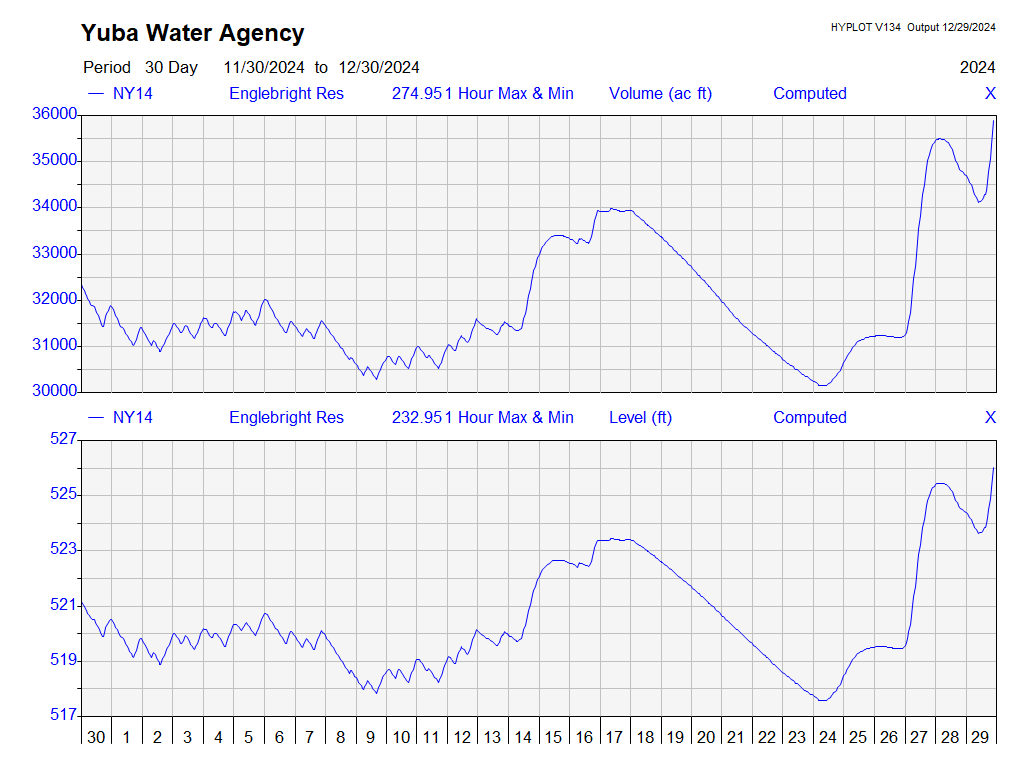 Yuba Water Agency
HYPLOT V134 Output 12/29/2024
Period 30 Day 11/30/2024 to 12/30/2024 2024
NY14 Englebright Res 274.951 Hour Max & Min Volume (ac ft) Computed X
36000
35000
34000
33000
32000
31000
30000
NY14 Englebright Res 232.951 Hour Max & Min Level (ft) Computed X
527
525
523
521
519
517
30 1 2 3 4 5 6 7 8 9 10 11 12 13 14 15 16 17 18 19 20 21 22 23 24 25 26 27 28 29